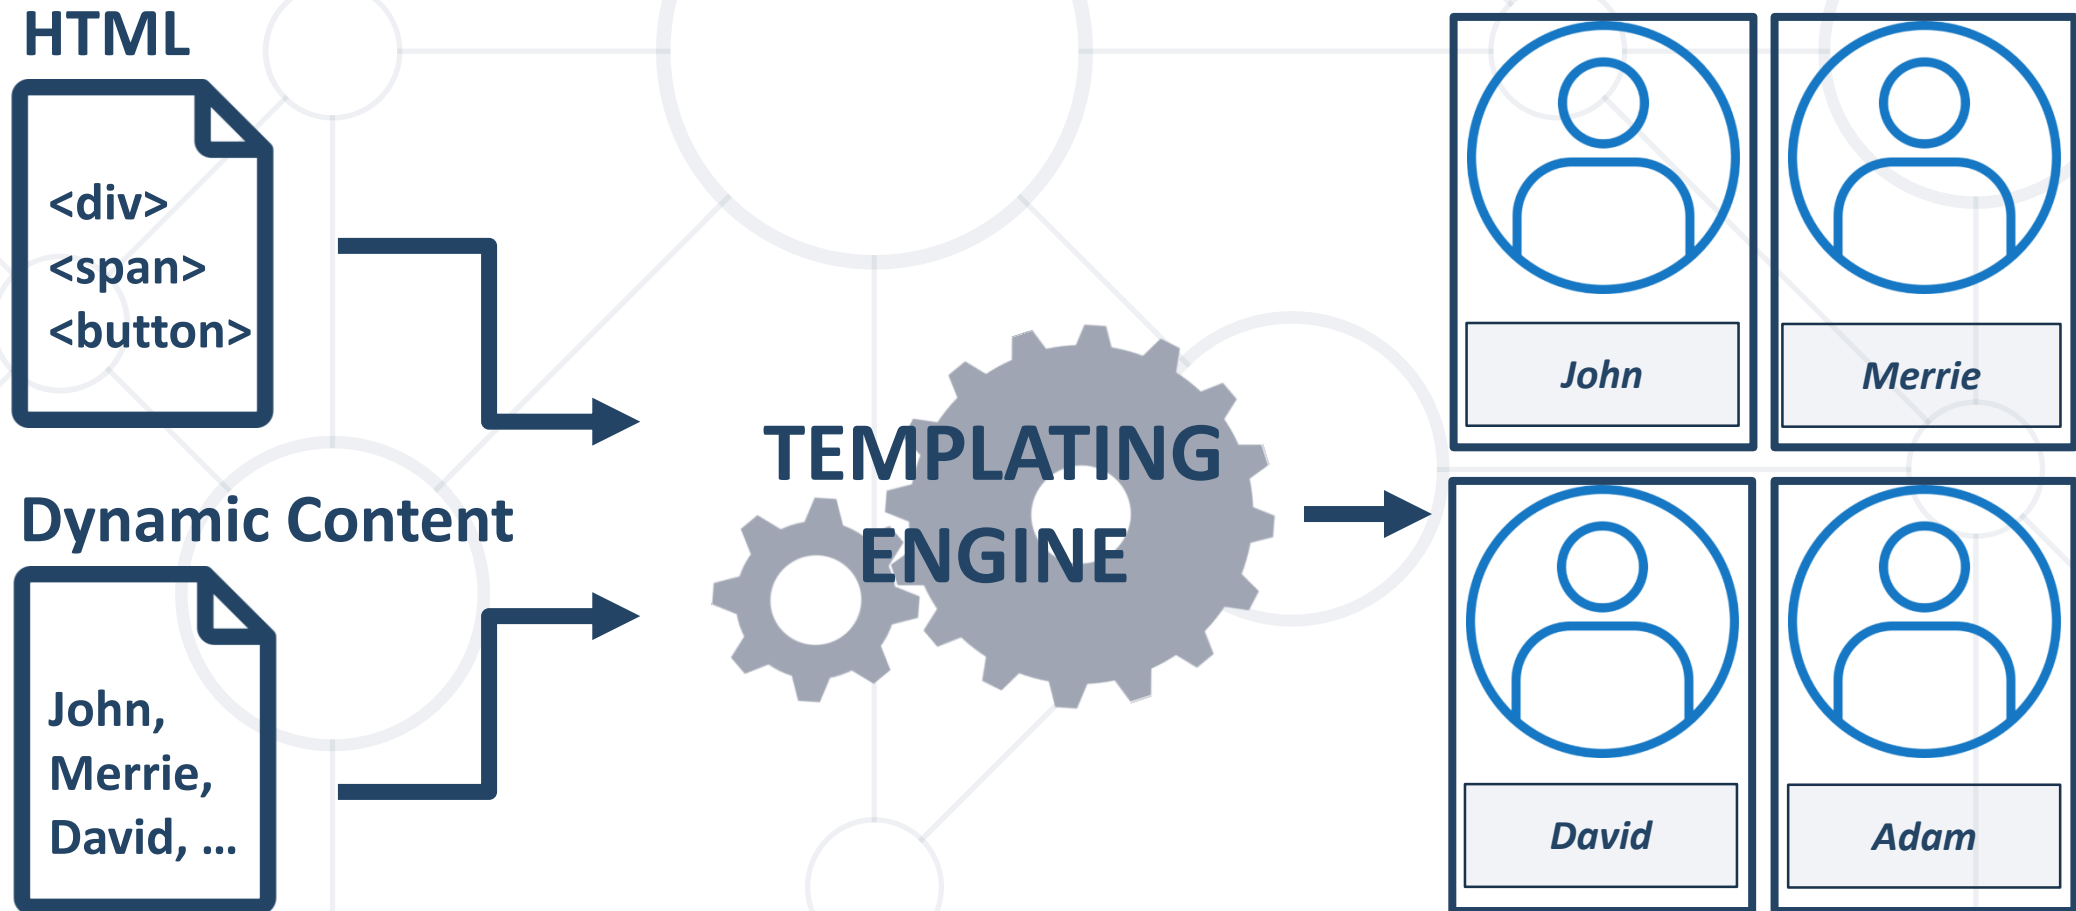 HTML
<div>
<span>
<button>
Dynamic Content
John,
Merrie,
David, ...
TEMPLATING
ENGINE
John
Merrie
David
Adam